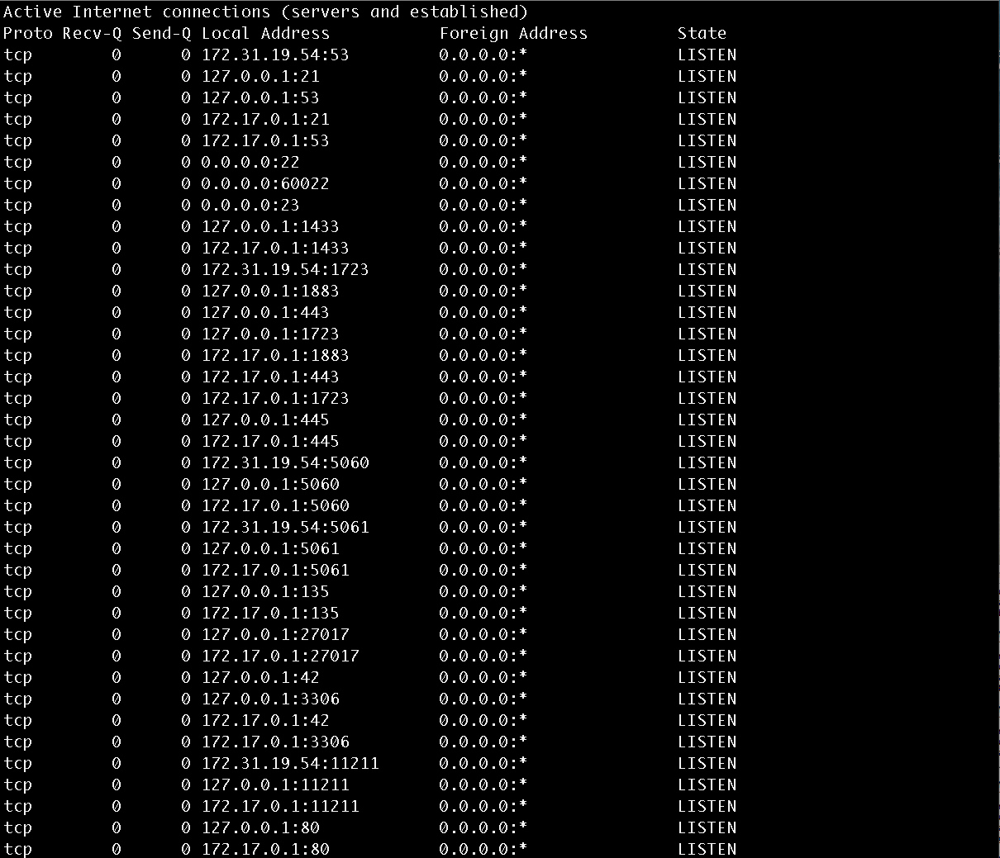 Active Internet connections (servers and established)
Proto Recv-Q Send-Q Local Address           Foreign Address         State
tcp        0      0 172.31.19.54:53         0.0.0.0:*               LISTEN
tcp        0      0 127.0.0.1:21            0.0.0.0:*               LISTEN
tcp        0      0 127.0.0.1:53            0.0.0.0:*               LISTEN
tcp        0      0 172.17.0.1:21           0.0.0.0:*               LISTEN
tcp        0      0 172.17.0.1:53           0.0.0.0:*               LISTEN
tcp        0      0 0.0.0.0:22              0.0.0.0:*               LISTEN
tcp        0      0 0.0.0.0:60022           0.0.0.0:*               LISTEN
tcp        0      0 0.0.0.0:23              0.0.0.0:*               LISTEN
tcp        0      0 127.0.0.1:1433          0.0.0.0:*               LISTEN
tcp        0      0 172.17.0.1:1433         0.0.0.0:*               LISTEN
tcp        0      0 172.31.19.54:1723       0.0.0.0:*               LISTEN
tcp        0      0 127.0.0.1:1883          0.0.0.0:*               LISTEN
tcp        0      0 127.0.0.1:443           0.0.0.0:*               LISTEN
tcp        0      0 127.0.0.1:1723          0.0.0.0:*               LISTEN
tcp        0      0 172.17.0.1:1883         0.0.0.0:*               LISTEN
tcp        0      0 172.17.0.1:443          0.0.0.0:*               LISTEN
tcp        0      0 172.17.0.1:1723         0.0.0.0:*               LISTEN
tcp        0      0 127.0.0.1:445           0.0.0.0:*               LISTEN
tcp        0      0 172.17.0.1:445          0.0.0.0:*               LISTEN
tcp        0      0 172.31.19.54:5060       0.0.0.0:*               LISTEN
tcp        0      0 127.0.0.1:5060          0.0.0.0:*               LISTEN
tcp        0      0 172.17.0.1:5060         0.0.0.0:*               LISTEN
tcp        0      0 172.31.19.54:5061       0.0.0.0:*               LISTEN
tcp        0      0 127.0.0.1:5061          0.0.0.0:*               LISTEN
tcp        0      0 172.17.0.1:5061         0.0.0.0:*               LISTEN
tcp        0      0 127.0.0.1:135           0.0.0.0:*               LISTEN
tcp        0      0 172.17.0.1:135          0.0.0.0:*               LISTEN
tcp        0      0 127.0.0.1:27017         0.0.0.0:*               LISTEN
tcp        0      0 172.17.0.1:27017        0.0.0.0:*               LISTEN
tcp        0      0 127.0.0.1:42            0.0.0.0:*               LISTEN
tcp        0      0 127.0.0.1:3306          0.0.0.0:*               LISTEN
tcp        0      0 172.17.0.1:42           0.0.0.0:*               LISTEN
tcp        0      0 172.17.0.1:3306         0.0.0.0:*               LISTEN
tcp        0      0 172.31.19.54:11211      0.0.0.0:*               LISTEN
tcp        0      0 127.0.0.1:11211         0.0.0.0:*               LISTEN
tcp        0      0 172.17.0.1:11211        0.0.0.0:*               LISTEN
tcp        0      0 127.0.0.1:80            0.0.0.0:*               LISTEN
tcp        0      0 172.17.0.1:80           0.0.0.0:*               LISTEN